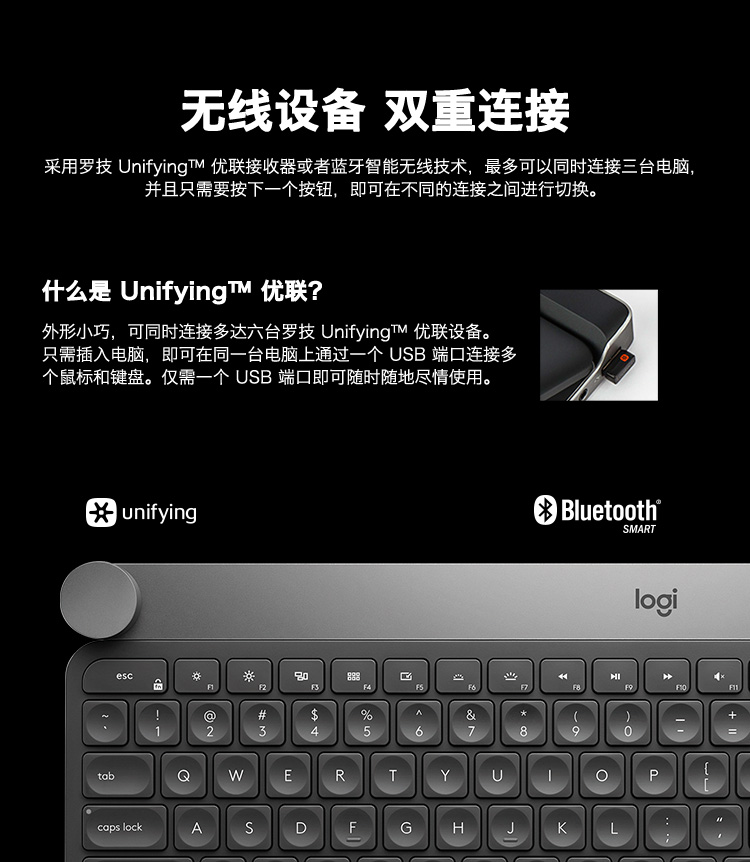 无线设备 双重连接
采用罗技 Unifying™ 优联接收器或者蓝牙智能无线技术，最多可以同时连接三台电脑，
并且只需要按下一个按钮，即可在不同的连接之间进行切换。
什么是 Unifying™ 优联？
外形小巧，可同时连接多达六台罗技 Unifying™ 优联设备。
只需插入电脑，即可在同一台电脑上通过一个 USB 端口连接多
个鼠标和键盘。仅需一个 USB 端口即可随时随地尽情使用。
unifying
Bluetooth®
SMART
logi
esc Fn F1 F2 F3 F4 F5 F6 F7 F8 F9 F10 F11
~ ! @ # $ % ^ & * ( ) _ +
` 1 2 3 4 5 6 7 8 9 0 - =
tab Q W E R T Y U I O P { [
caps lock A S D F G H J K L : ; " '